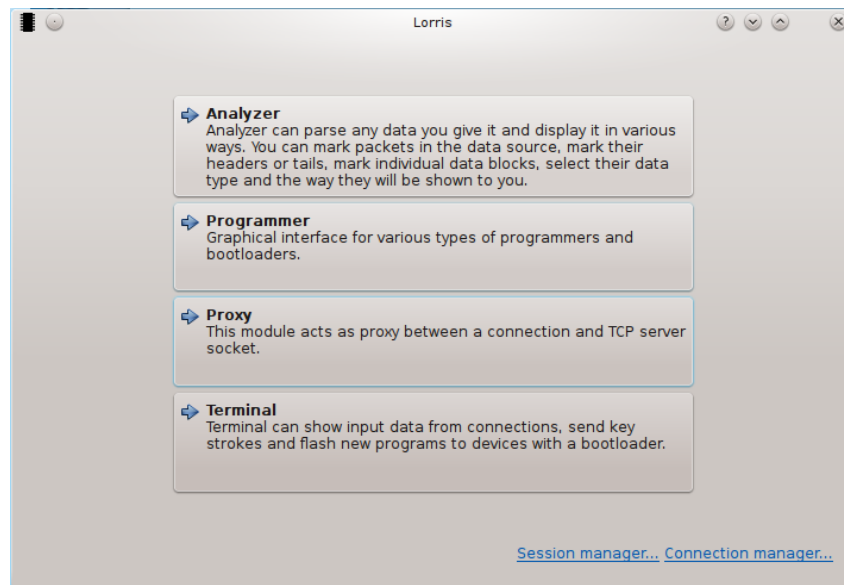 Lorris
Analyzer
Analyzer can parse any data you give it and display it in various
ways. You can mark packets in the data source, mark their
headers or tails, mark individual data blocks, select their data
type and the way they will be shown to you.
Programmer
Graphical interface for various types of programmers and
bootloaders.
Proxy
This module acts as proxy between a connection and TCP server
socket.
Terminal
Terminal can show input data from connections, send key
strokes and flash new programs to devices with a bootloader.
Session manager... Connection manager...